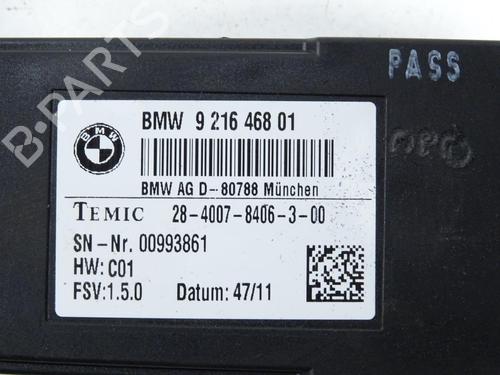 PASS
BMW 9 216 468 01
BMW
BMW AG D-80788 München
TEMIC 28-4007-8406-3-00
SN-Nr. 00993861
HW: C01
FSV:1.5.0 Datum: 47/11
B-PARTS